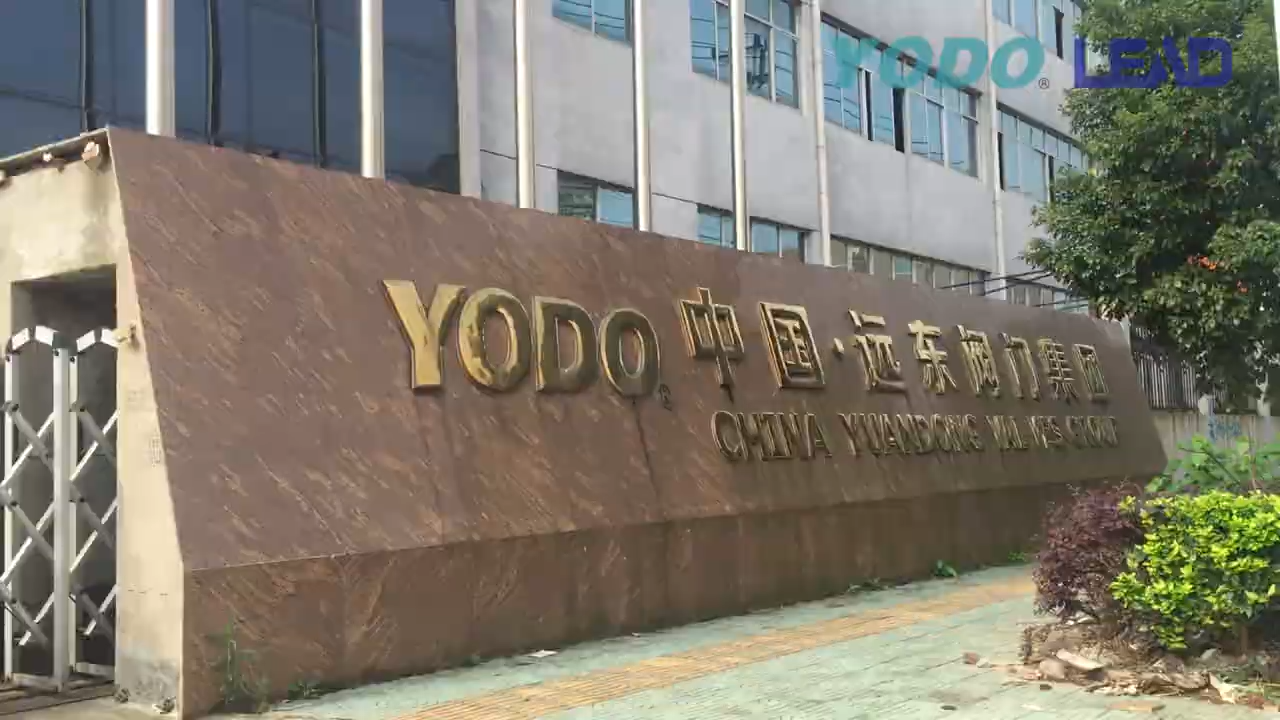 YODO® LEAD
YODO® 中国·远东阀门集团
CHINA YUANDONG VALVES GROUP